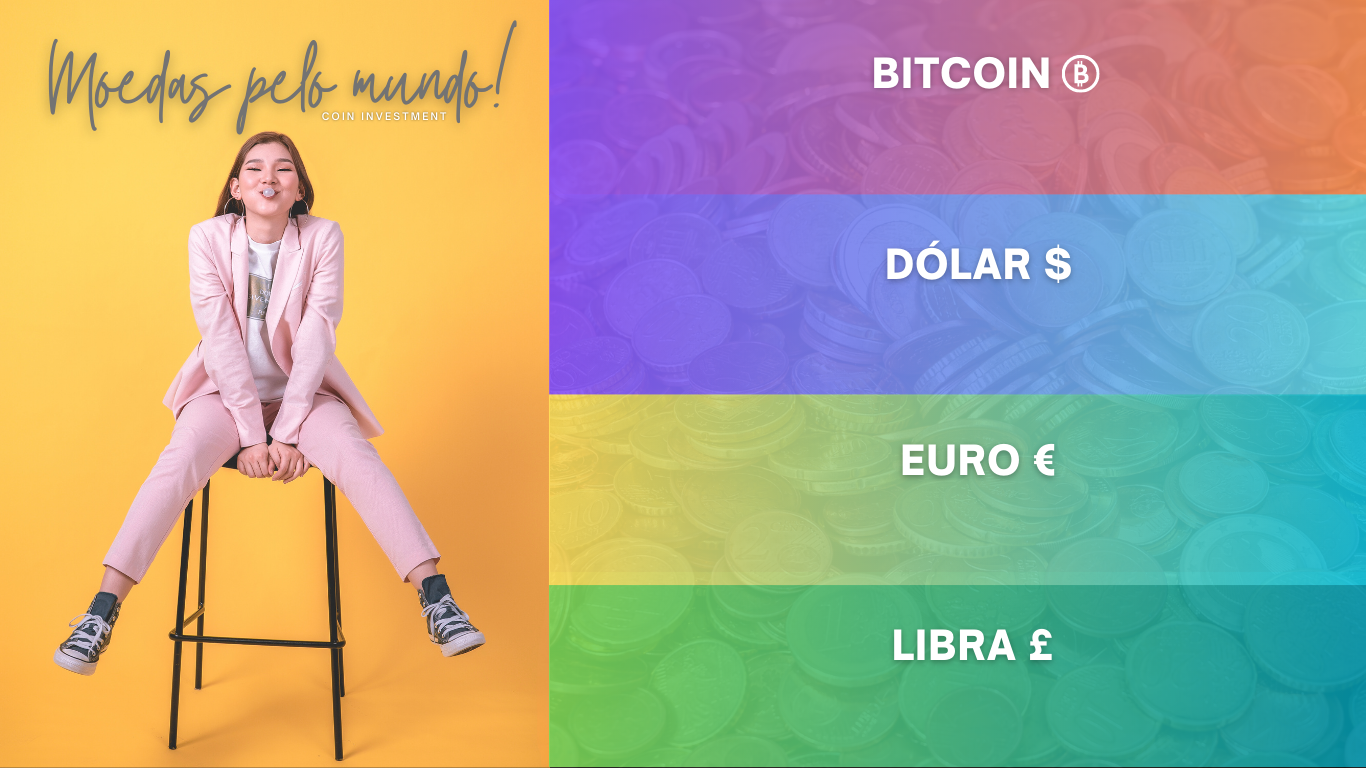 Moedas pelo mundo!
COIN INVESTMENT
BITCOIN ₿
DÓLAR $
EURO €
LIBRA £